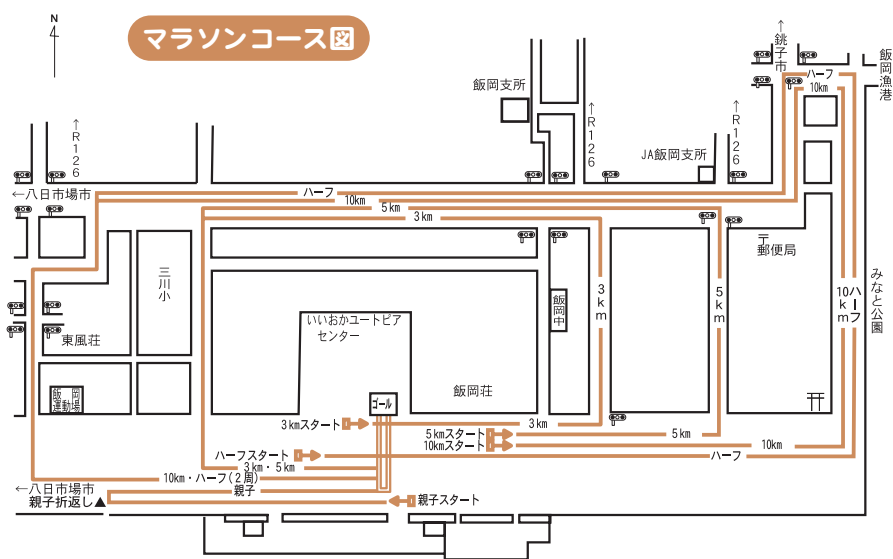 N
マラソンコース図
↑銚子市
飯岡漁港
ハーフ
10km
飯岡支所
↑R126
↑R126
↑R126
JA飯岡支所
←八日市場市
ハーフ
10km
5km
3km
〒
郵便局
三川小
3km
5km
10km
ハーフ
みなと公園
飯岡中
いいおかユートピア
センター
東風荘
飯岡荘
飯岡
運動場
ゴール
3kmスタート
3km
5kmスタート
5km
10kmスタート
10km
ハーフスタート
ハーフ
3km・5km
10km・ハーフ(2周)
親子
←八日市場市
親子折返し▲
親子スタート